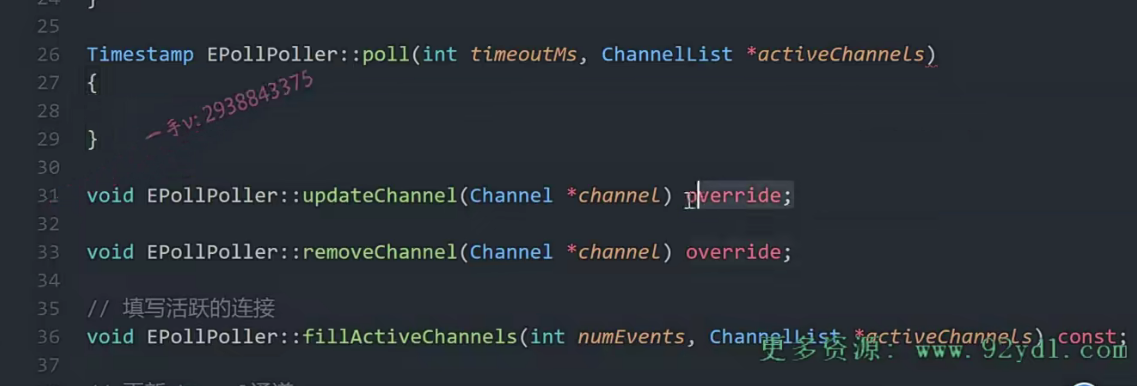 24 }
25
26 Timestamp EPollPoller::poll(int timeoutMs, ChannelList *activeChannels)
27 {
28
一手v:2938843375
29 }
30
31 void EPollPoller::updateChannel(Channel *channel) override;
32
33 void EPollPoller::removeChannel(Channel *channel) override;
34
35 // 填写活跃的连接
36 void EPollPoller::fillActiveChannels(int numEvents, ChannelList *activeChannels) const;
更多资源: www.92ydl.com
37